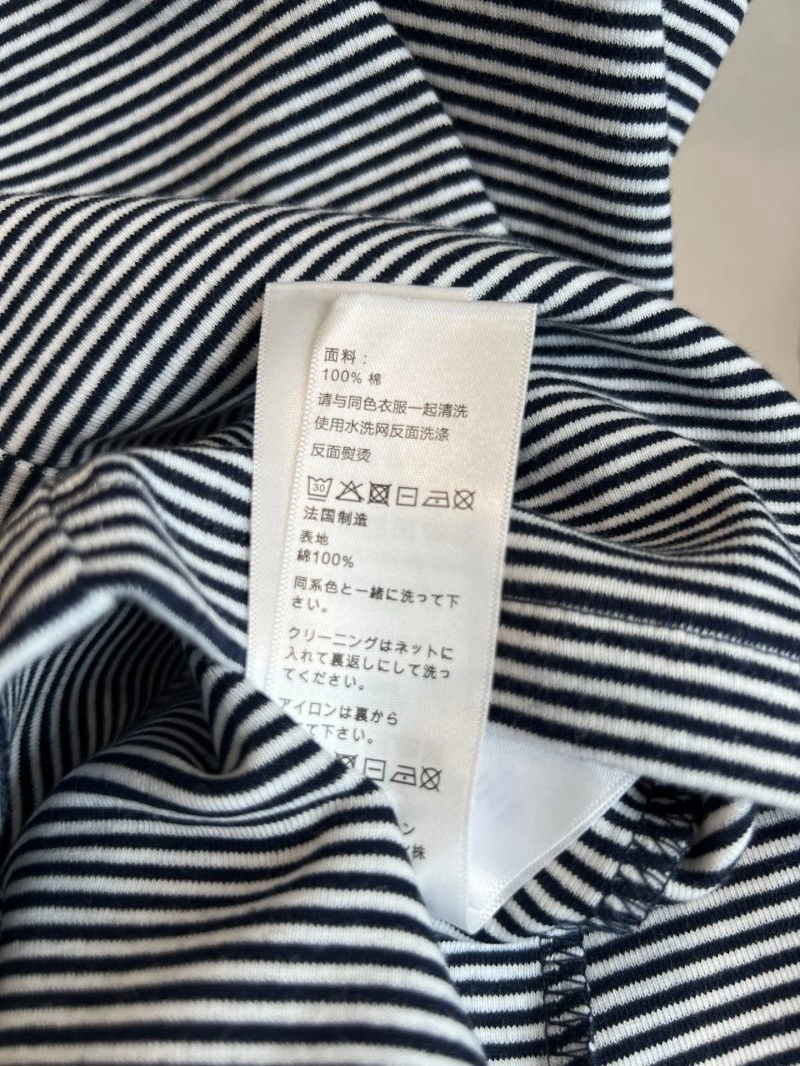 面料：
100% 棉
请与同色衣服一起清洗
使用水洗网反面洗涤
反面熨烫
30
法国制造
表地
綿100%
同系色と一緒に洗って下
さい。
クリーニングはネットに
入れて裏返しにして洗っ
てください。
アイロンは裏から
て下さい。
ン
株